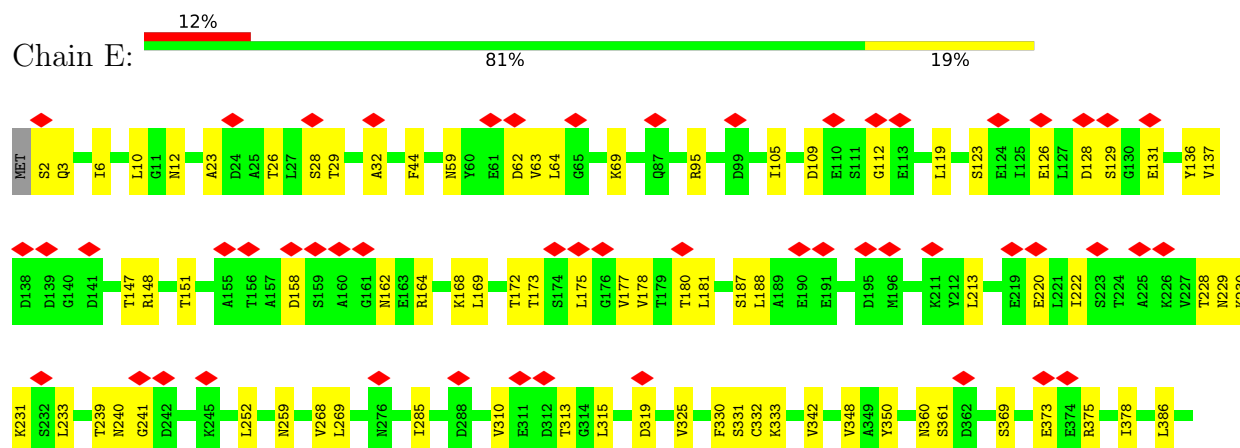 12%
Chain E:
81%
19%
MET S2 Q3 I6 L10 G11 N12 A23 D24 A25 T26 L27 S28 T29 A32 F44 N59 Y60 E61 D62 V63 L64 G65 K69 Q87 R95 D99 I105 D109 E110 S111 G112 E113 L119 S123 E124 I125 E126 L127 D128 S129 G130 E131 Y136 V137
D138 D139 G140 D141 T147 R148 T151 A155 T156 A157 D158 S159 A160 G161 N162 E163 R164 K168 L169 T172 T173 S174 L175 G176 V177 V178 T179 T180 L181 S187 L188 A189 E190 E191 D195 M196 K211 Y212 L213 E219 E220 L221 I222 S223 T224 A225 K226 V227 T228 N229 K230
K231 S232 L233 T239 N240 G241 D242 K245 L252 N259 V268 L269 N276 I285 D288 V310 E311 D312 T313 G314 L315 D319 V325 F330 S331 C332 K333 V342 V348 A349 Y350 N360 S361 D362 S369 E373 E374 R375 I378 L386